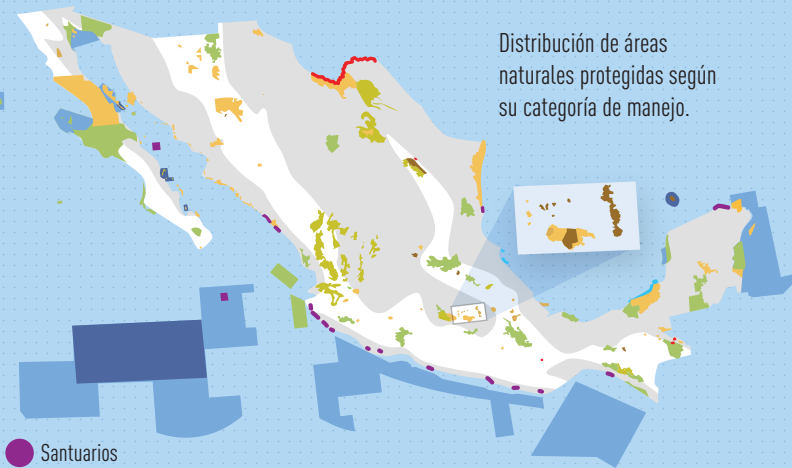 Distribución de áreas
naturales protegidas según
su categoría de manejo.
Santuarios